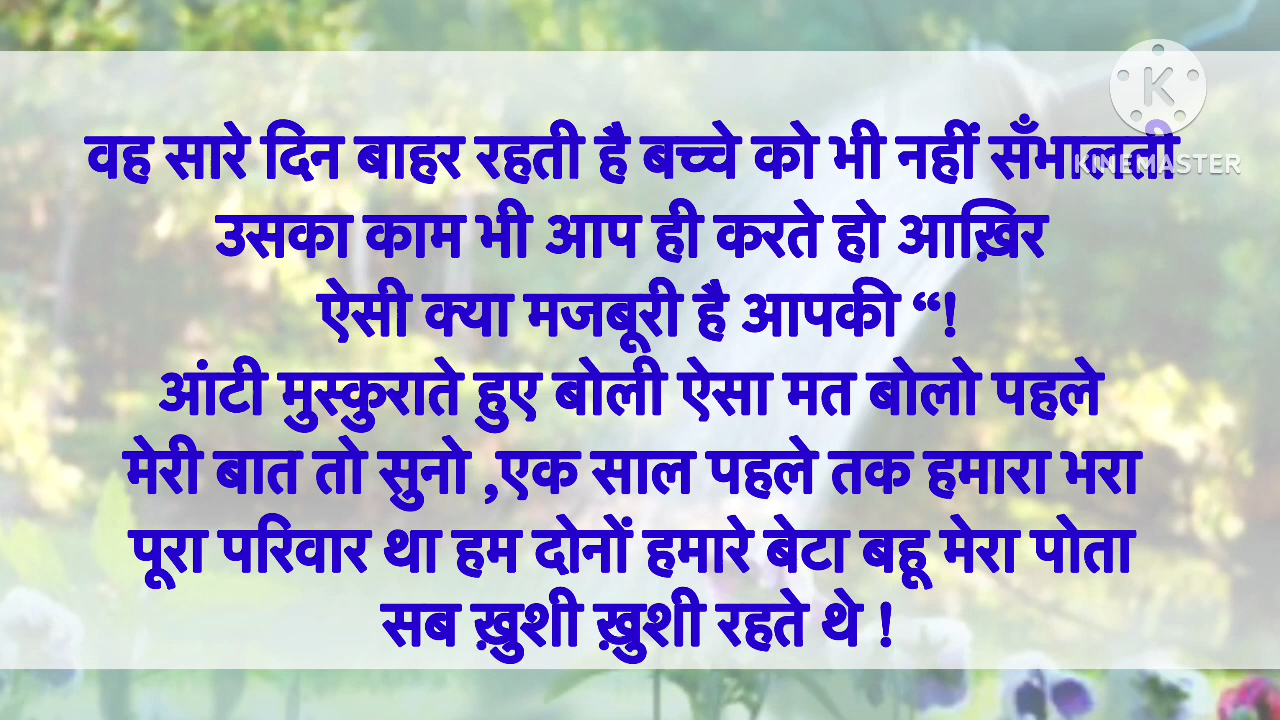 वह सारे दिन बाहर रहती है बच्चे को भी नहीं सँभालती
KINEMASTER
उसका काम भी आप ही करते हो आख़िर
ऐसी क्या मजबूरी है आपकी “!
आंटी मुस्कुराते हुए बोली ऐसा मत बोलो पहले
मेरी बात तो सुनो ,एक साल पहले तक हमारा भरा
पूरा परिवार था हम दोनों हमारे बेटा बहू मेरा पोता
सब ख़ुशी ख़ुशी रहते थे !